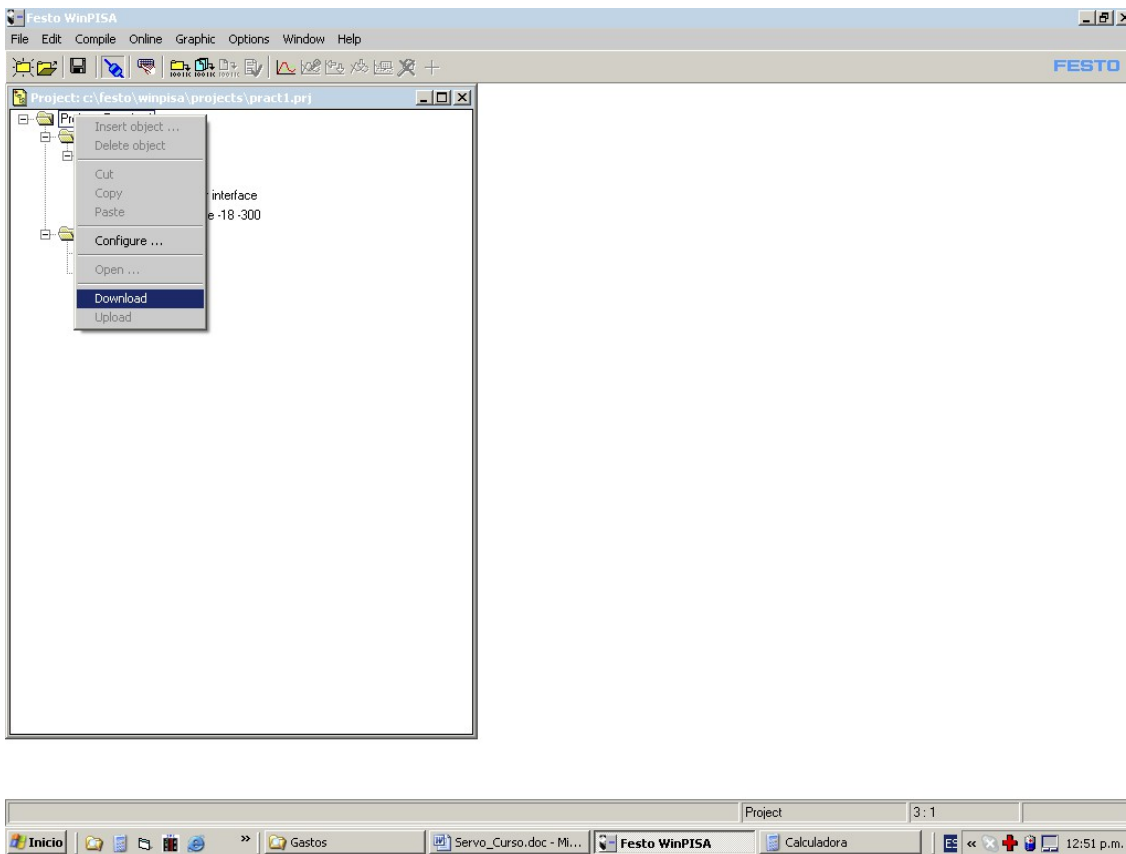 Festo WinPISA
File Edit Compile Online Graphic Options Window Help
FESTO
Project: c:\festo\winpisa\projects\pract1.prj
Insert object ...
Delete object
Cut
Copy
interface
Paste
e -18 -300
Configure ...
Open ...
Download
Upload
Project 3 : 1
Inicio » Gastos Servo_Curso.doc - Mi... Festo WinPISA Calculadora ES « 12:51 p.m.